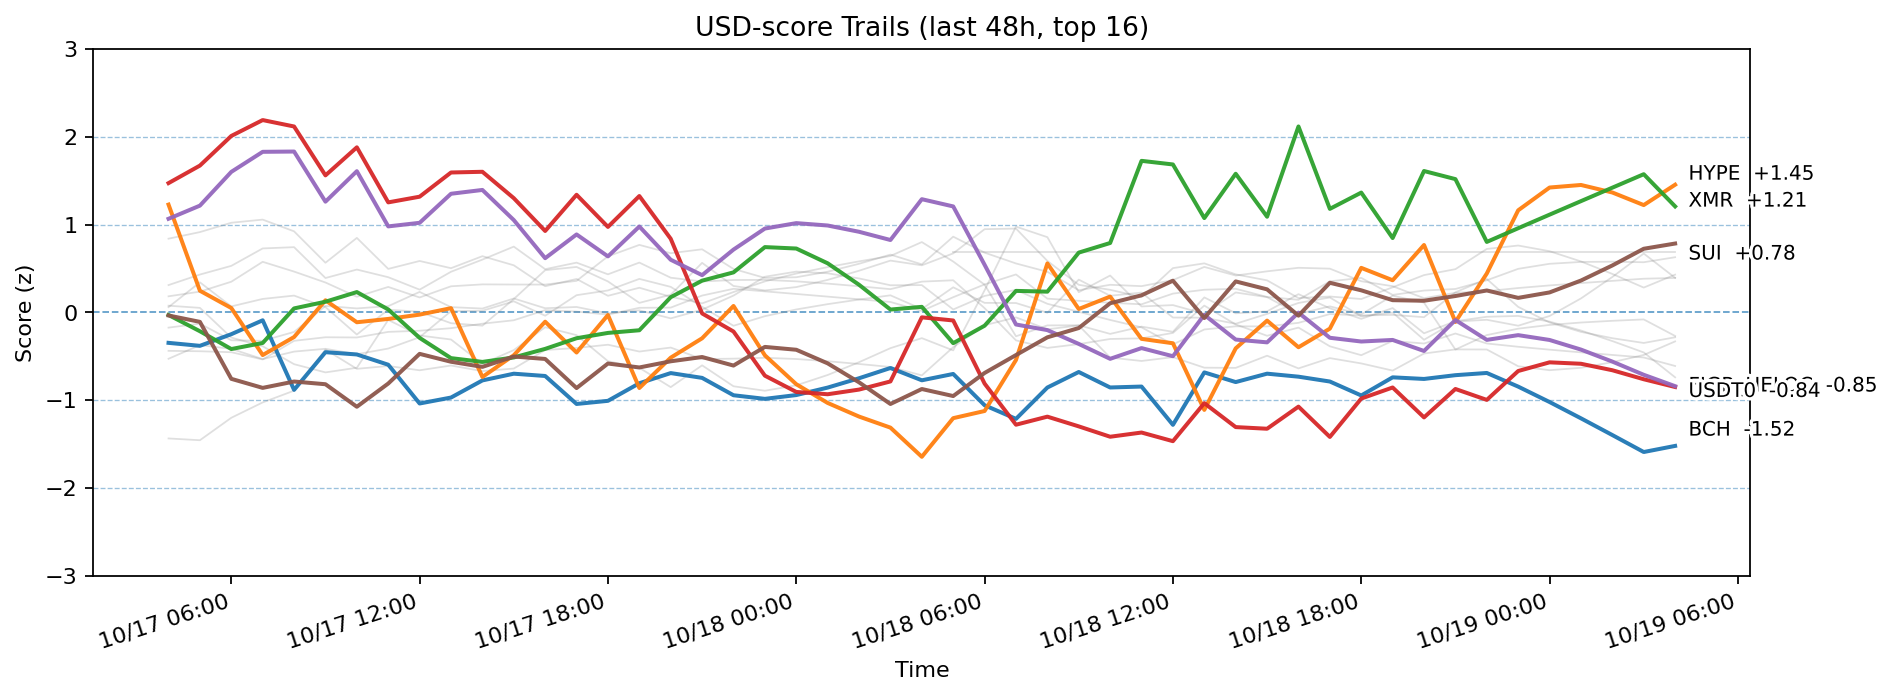 USD-score Trails (last 48h, top 16)
Score (z)
3
2
1
0
−1
−2
−3
HYPE +1.45
XMR +1.21
SUI +0.78
-0.85
USDT0 -0.84
BCH -1.52
10/17 06:00
10/17 12:00
10/17 18:00
10/18 00:00
10/18 06:00
10/18 12:00
10/18 18:00
10/19 00:00
10/19 06:00
Time